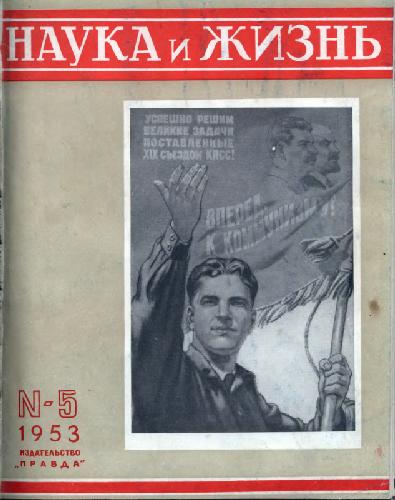 НАУКА и ЖИЗНЬ
УСПЕШНО РЕШИМ
ВЕЛИКИЕ ЗАДАЧИ
ПОСТАВЛЕННЫЕ
XIX СЪЕЗДОМ КПСС!
ВПЕРЕД
К КОММУНИЗМУ!
N-5
1953
ИЗДАТЕЛЬСТВО
„ПРАВДА"